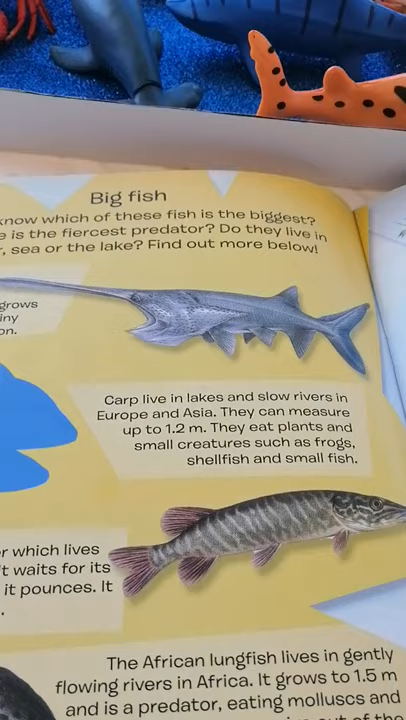 Big fish
know which of these fish is the biggest?
e is the fiercest predator? Do they live in
, sea or the lake? Find out more below!
grows
iny
on.
Carp live in lakes and slow rivers in
Europe and Asia. They can measure
up to 1.2 m. They eat plants and
small creatures such as frogs,
shellfish and small fish.
er which lives
't waits for its
it pounces. It
.
The African lungfish lives in gently
flowing rivers in Africa. It grows to 1.5 m
and is a predator, eating molluscs and
out of the